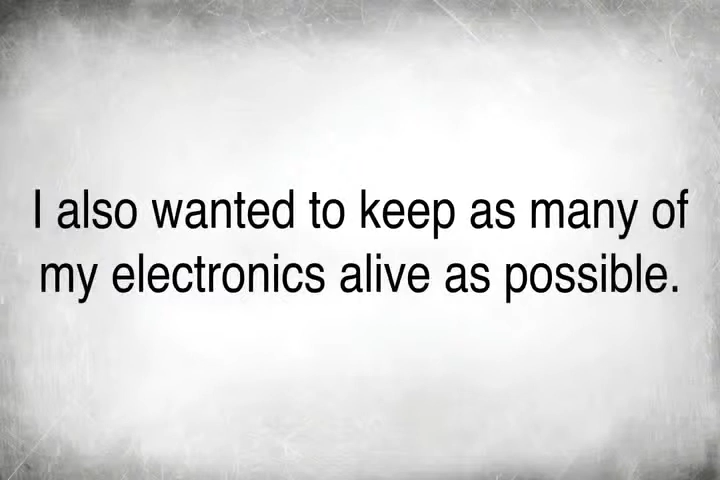 I also wanted to keep as many of
my electronics alive as possible.